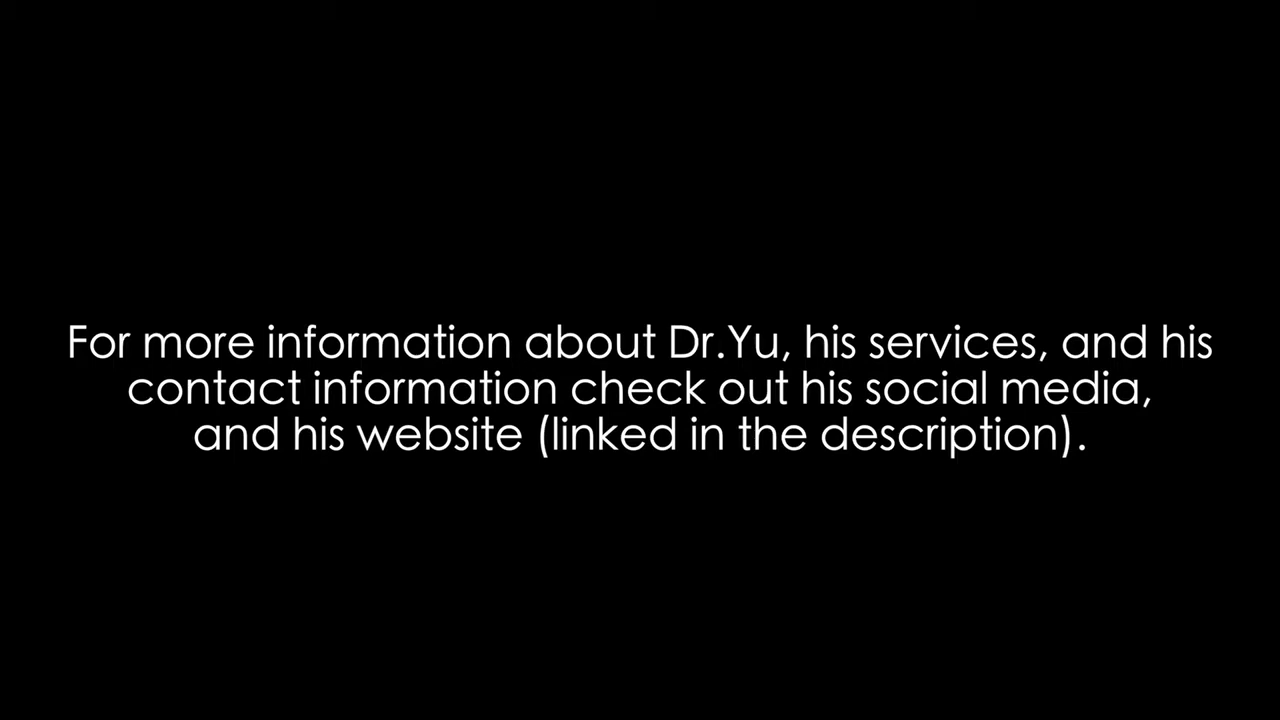 For more information about Dr.Yu, his services, and his
contact information check out his social media,
and his website (linked in the description).